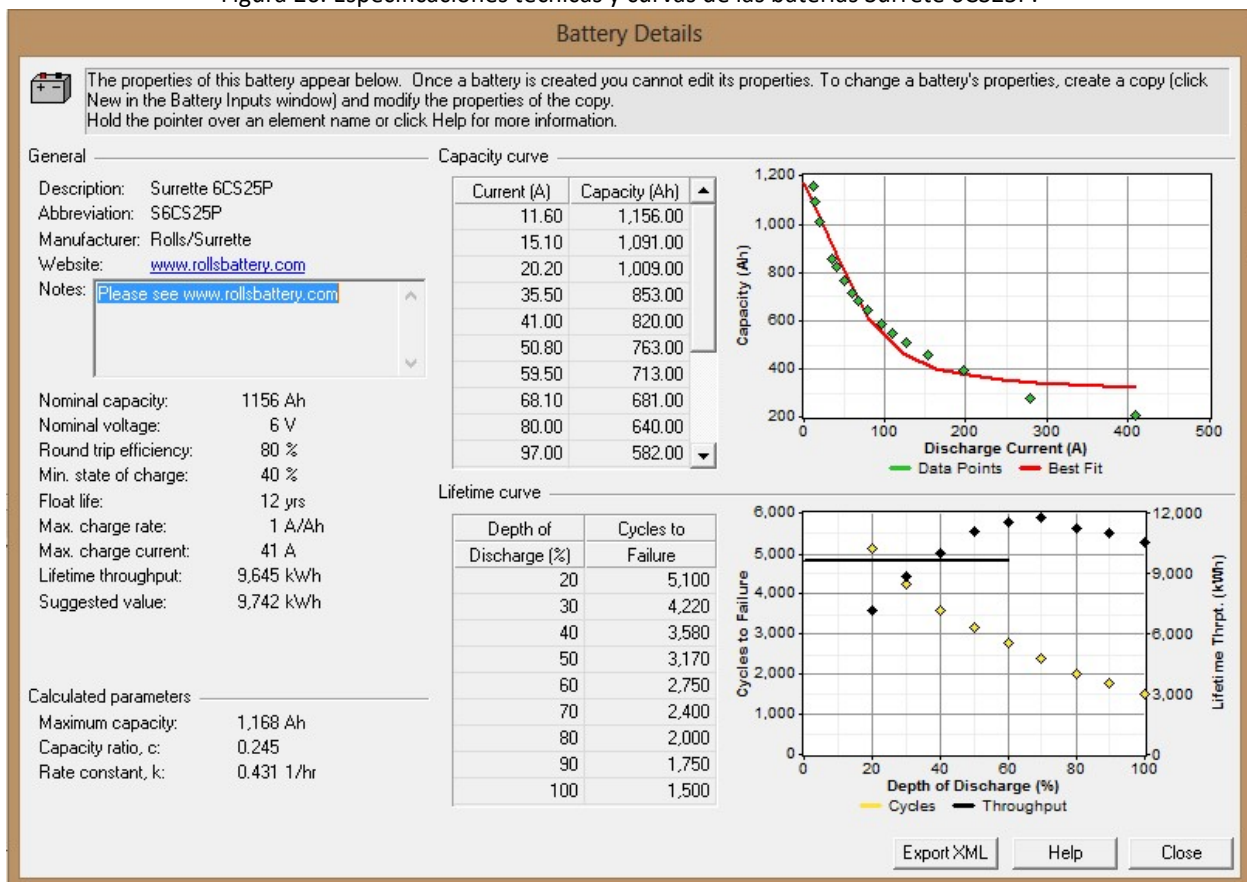 Battery Details
The properties of this battery appear below. Once a battery is created you cannot edit its properties. To change a battery's properties, create a copy (click
New in the Battery Inputs window) and modify the properties of the copy.
Hold the pointer over an element name or click Help for more information.
General
Description: Surrette 6CS25P
Abbreviation: S6CS25P
Manufacturer: Rolls/Surrette
Website: www.rollsbattery.com
Notes: Please see www.rollsbattery.com
Nominal capacity: 1156 Ah
Nominal voltage: 6 V
Round trip efficiency: 80 %
Min. state of charge: 40 %
Float life: 12 yrs
Max. charge rate: 1 A/Ah
Max. charge current: 41 A
Lifetime throughput: 9,645 kWh
Suggested value: 9,742 kWh
Calculated parameters
Maximum capacity: 1,168 Ah
Capacity ratio, c: 0.245
Rate constant, k: 0.431 1/hr
Capacity curve
Current (A) Capacity (Ah)
11.60 1,156.00
15.10 1,091.00
20.20 1,009.00
35.50 853.00
41.00 820.00
50.80 763.00
59.50 713.00
68.10 681.00
80.00 640.00
97.00 582.00
Capacity (Ah)
1,200
1,000
800
600
400
200
0 100 200 300 400 500
Discharge Current (A)
Data Points Best Fit
Lifetime curve
Depth of Cycles to
Discharge (%) Failure
20 5,100
30 4,220
40 3,580
50 3,170
60 2,750
70 2,400
80 2,000
90 1,750
100 1,500
Cycles to Failure
6,000
5,000
4,000
3,000
2,000
1,000
0
12,000
9,000
6,000
3,000
0
Lifetime Thrpt. (kWh)
0 20 40 60 80 100
Depth of Discharge (%)
Cycles Throughput
Export XML Help Close